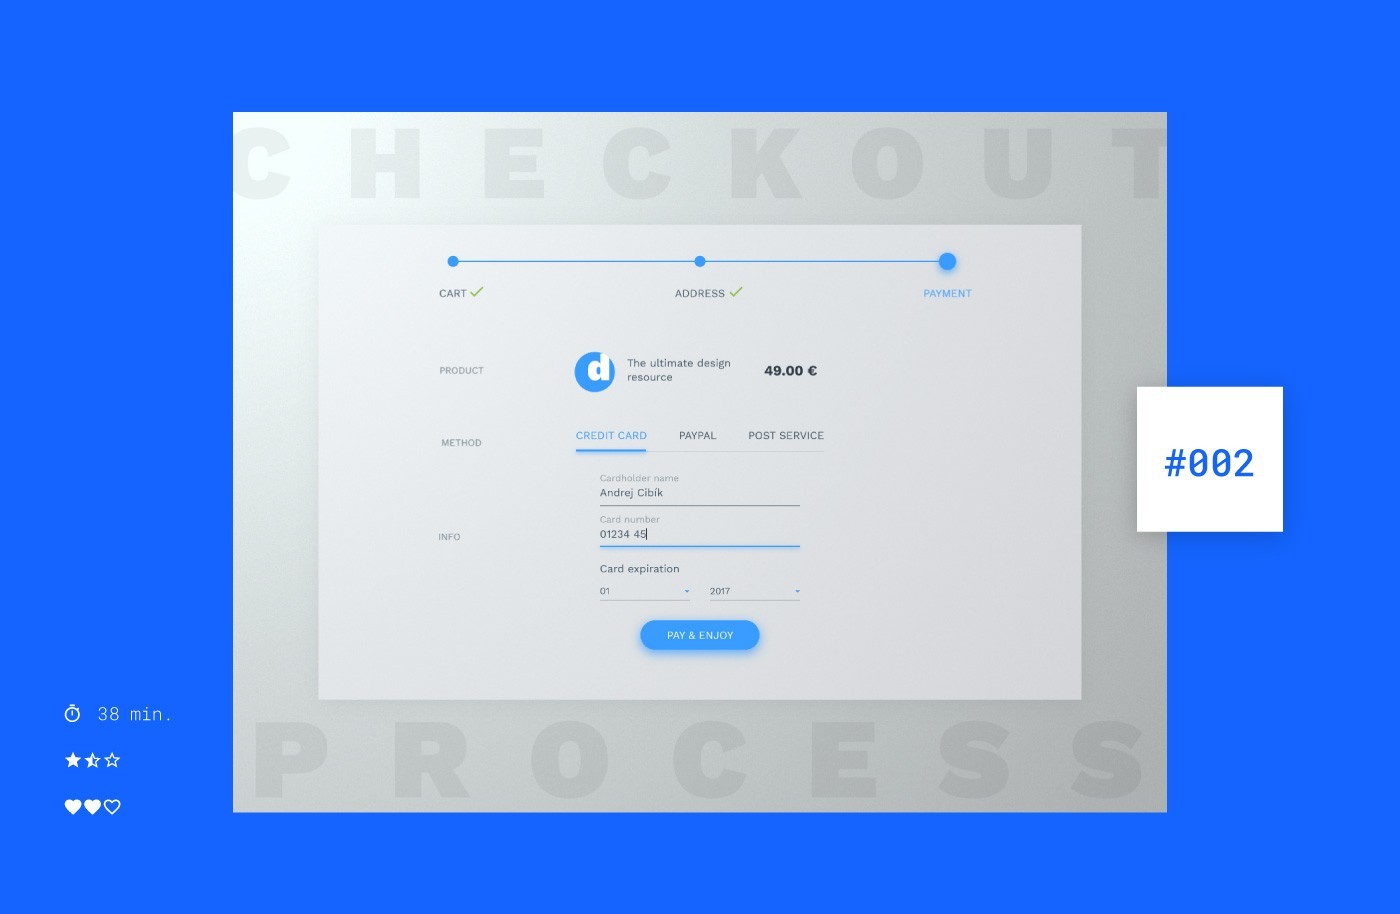 CHECKOUT
CART
ADDRESS
PAYMENT
PRODUCT
d
The ultimate design
resource
49.00 €
METHOD
CREDIT CARD
PAYPAL
POST SERVICE
INFO
Cardholder name
Andrej Cibík
Card number
01234 45
Card expiration
01
2017
PAY & ENJOY
#002
38 min.
PROCESS